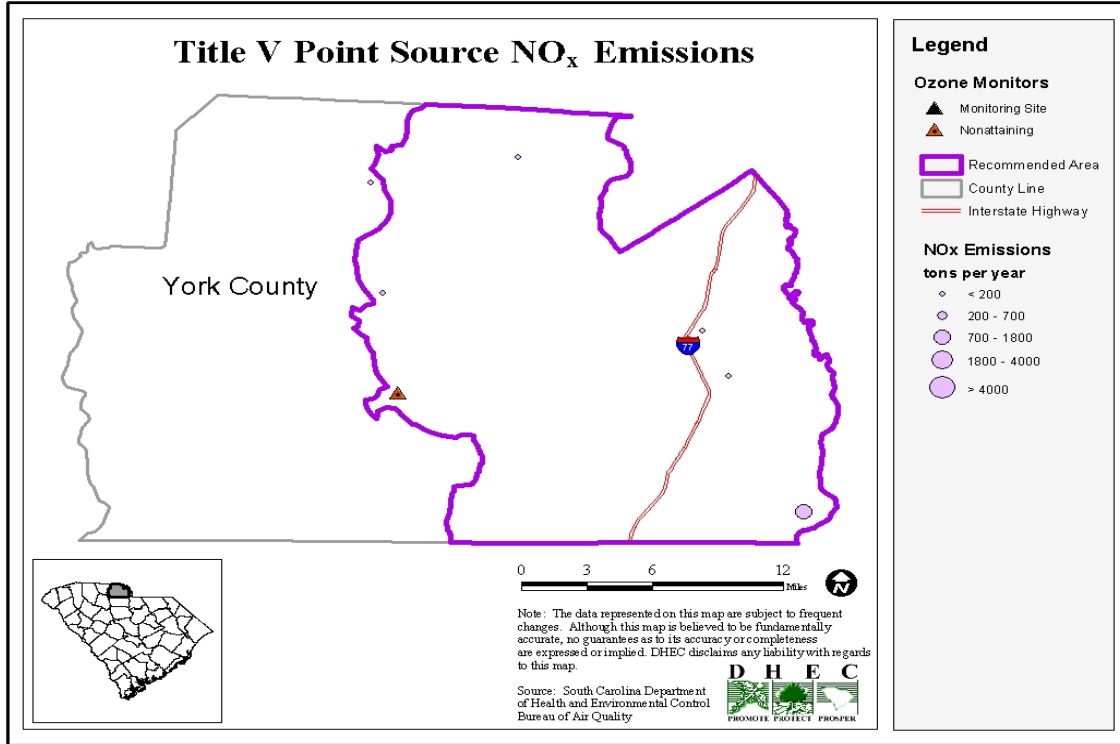 Title V Point Source NOx Emissions
York County
77
0 3 6 12
Miles
N
Note: The data represented on this map are subject to frequent
changes. Although this map is believed to be fundamentally
accurate, no guarantees as to its accuracy or completeness
are expressed or implied. DHEC disclaims any liability with regards
to this map.
Source: South Carolina Department
of Health and Environmental Control
Bureau of Air Quality
D H E C
PROMOTE PROTECT PROSPER
Legend
Ozone Monitors
Monitoring Site
Nonattaining
Recommended Area
County Line
Interstate Highway
NOx Emissions
tons per year
< 200
200 - 700
700 - 1800
1800 - 4000
> 4000